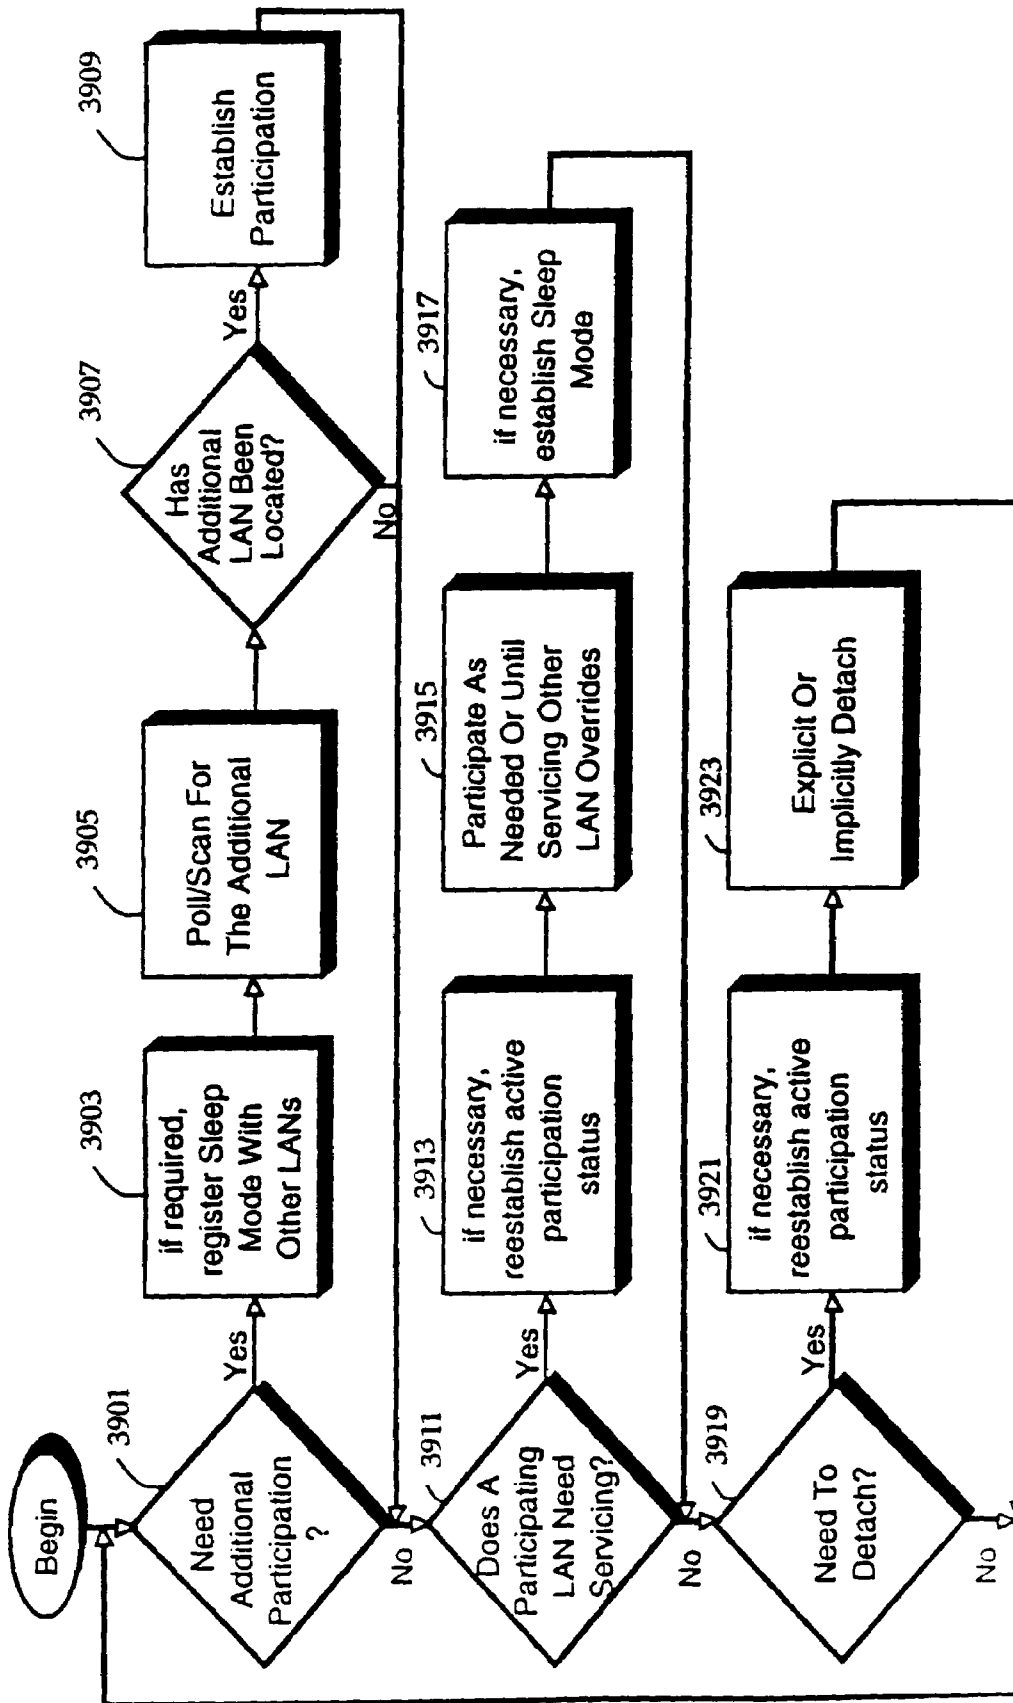 Begin
3901
Need
Additional
Participation
?
Yes
No
3903
if required,
register Sleep
Mode With
Other LANs
3905
Poll/Scan For
The Additional
LAN
3907
Has
Additional
LAN Been
Located?
Yes
No
3909
Establish
Participation
3911
Does A
Participating
LAN Need
Servicing?
Yes
No
3913
if necessary,
reestablish active
participation
status
3915
Participate As
Needed Or Until
Servicing Other
LAN Overrides
3917
if necessary,
establish Sleep
Mode
3919
Need To
Detach?
Yes
No
3921
if necessary,
reestablish active
participation
status
3923
Explicit Or
Implicitly Detach